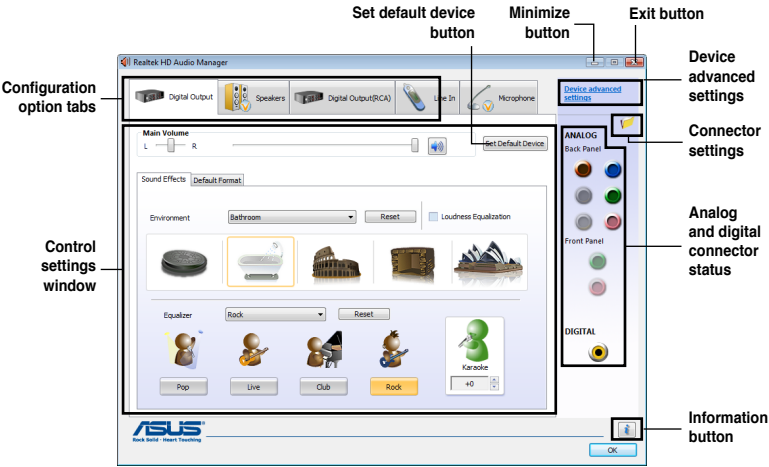 Set default device
button
Minimize
button
Exit button
Realtek HD Audio Manager
Configuration
option tabs
Digital Output
Speakers
Digital Output(RCA)
Line In
Microphone
Device advanced
settings
Device
advanced
settings
Main Volume
L
R
Set Default Device
Connector
settings
ANALOG
Back Panel
Sound Effects
Default Format
Environment
Bathroom
Reset
Loudness Equalization
Control
settings
window
Front Panel
Analog
and digital
connector
status
Equalizer
Rock
Reset
DIGITAL
Karaoke
Pop
Live
Club
Rock
+0
ASUS
Rock Solid · Heart Touching
Information
button
OK